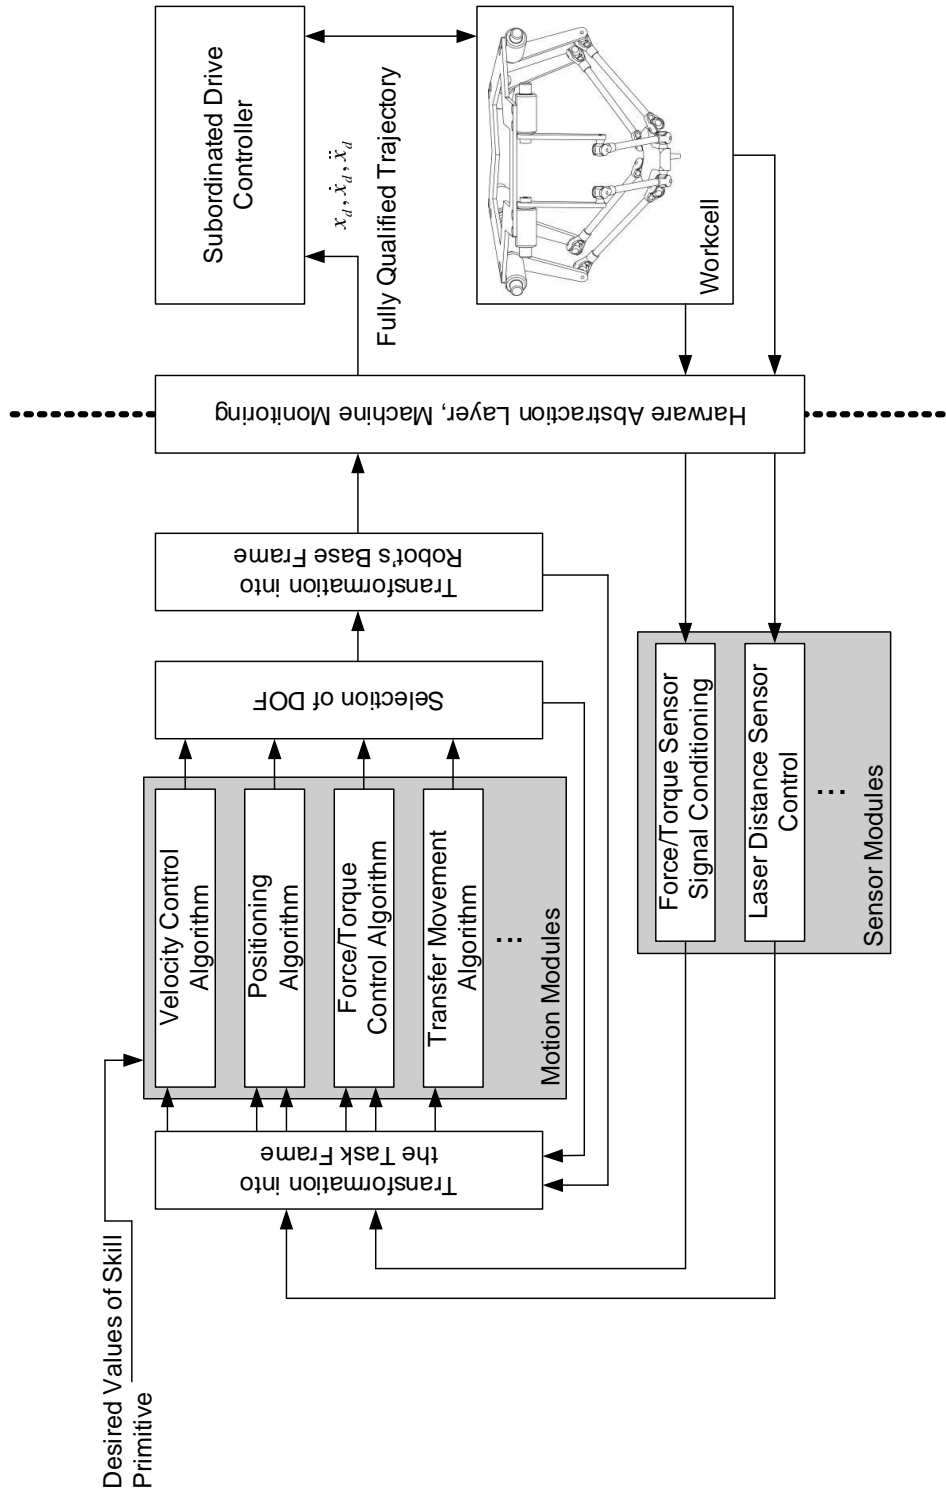 Desired Values of Skill
Primitive
Transformation into
the Task Frame
Velocity Control
Algorithm
Positioning
Algorithm
Force/Torque
Control Algorithm
Transfer Movement
Algorithm
...
Motion Modules
Selection of DOF
Transformation into
Robot's Base Frame
Harware Abstraction Layer, Machine Monitoring
Subordinated Drive
Controller
x_d, ẋ_d, ẍ_d
Fully Qualified Trajectory
Workcell
Force/Torque Sensor
Signal Conditioning
Laser Distance Sensor
Control
...
Sensor Modules